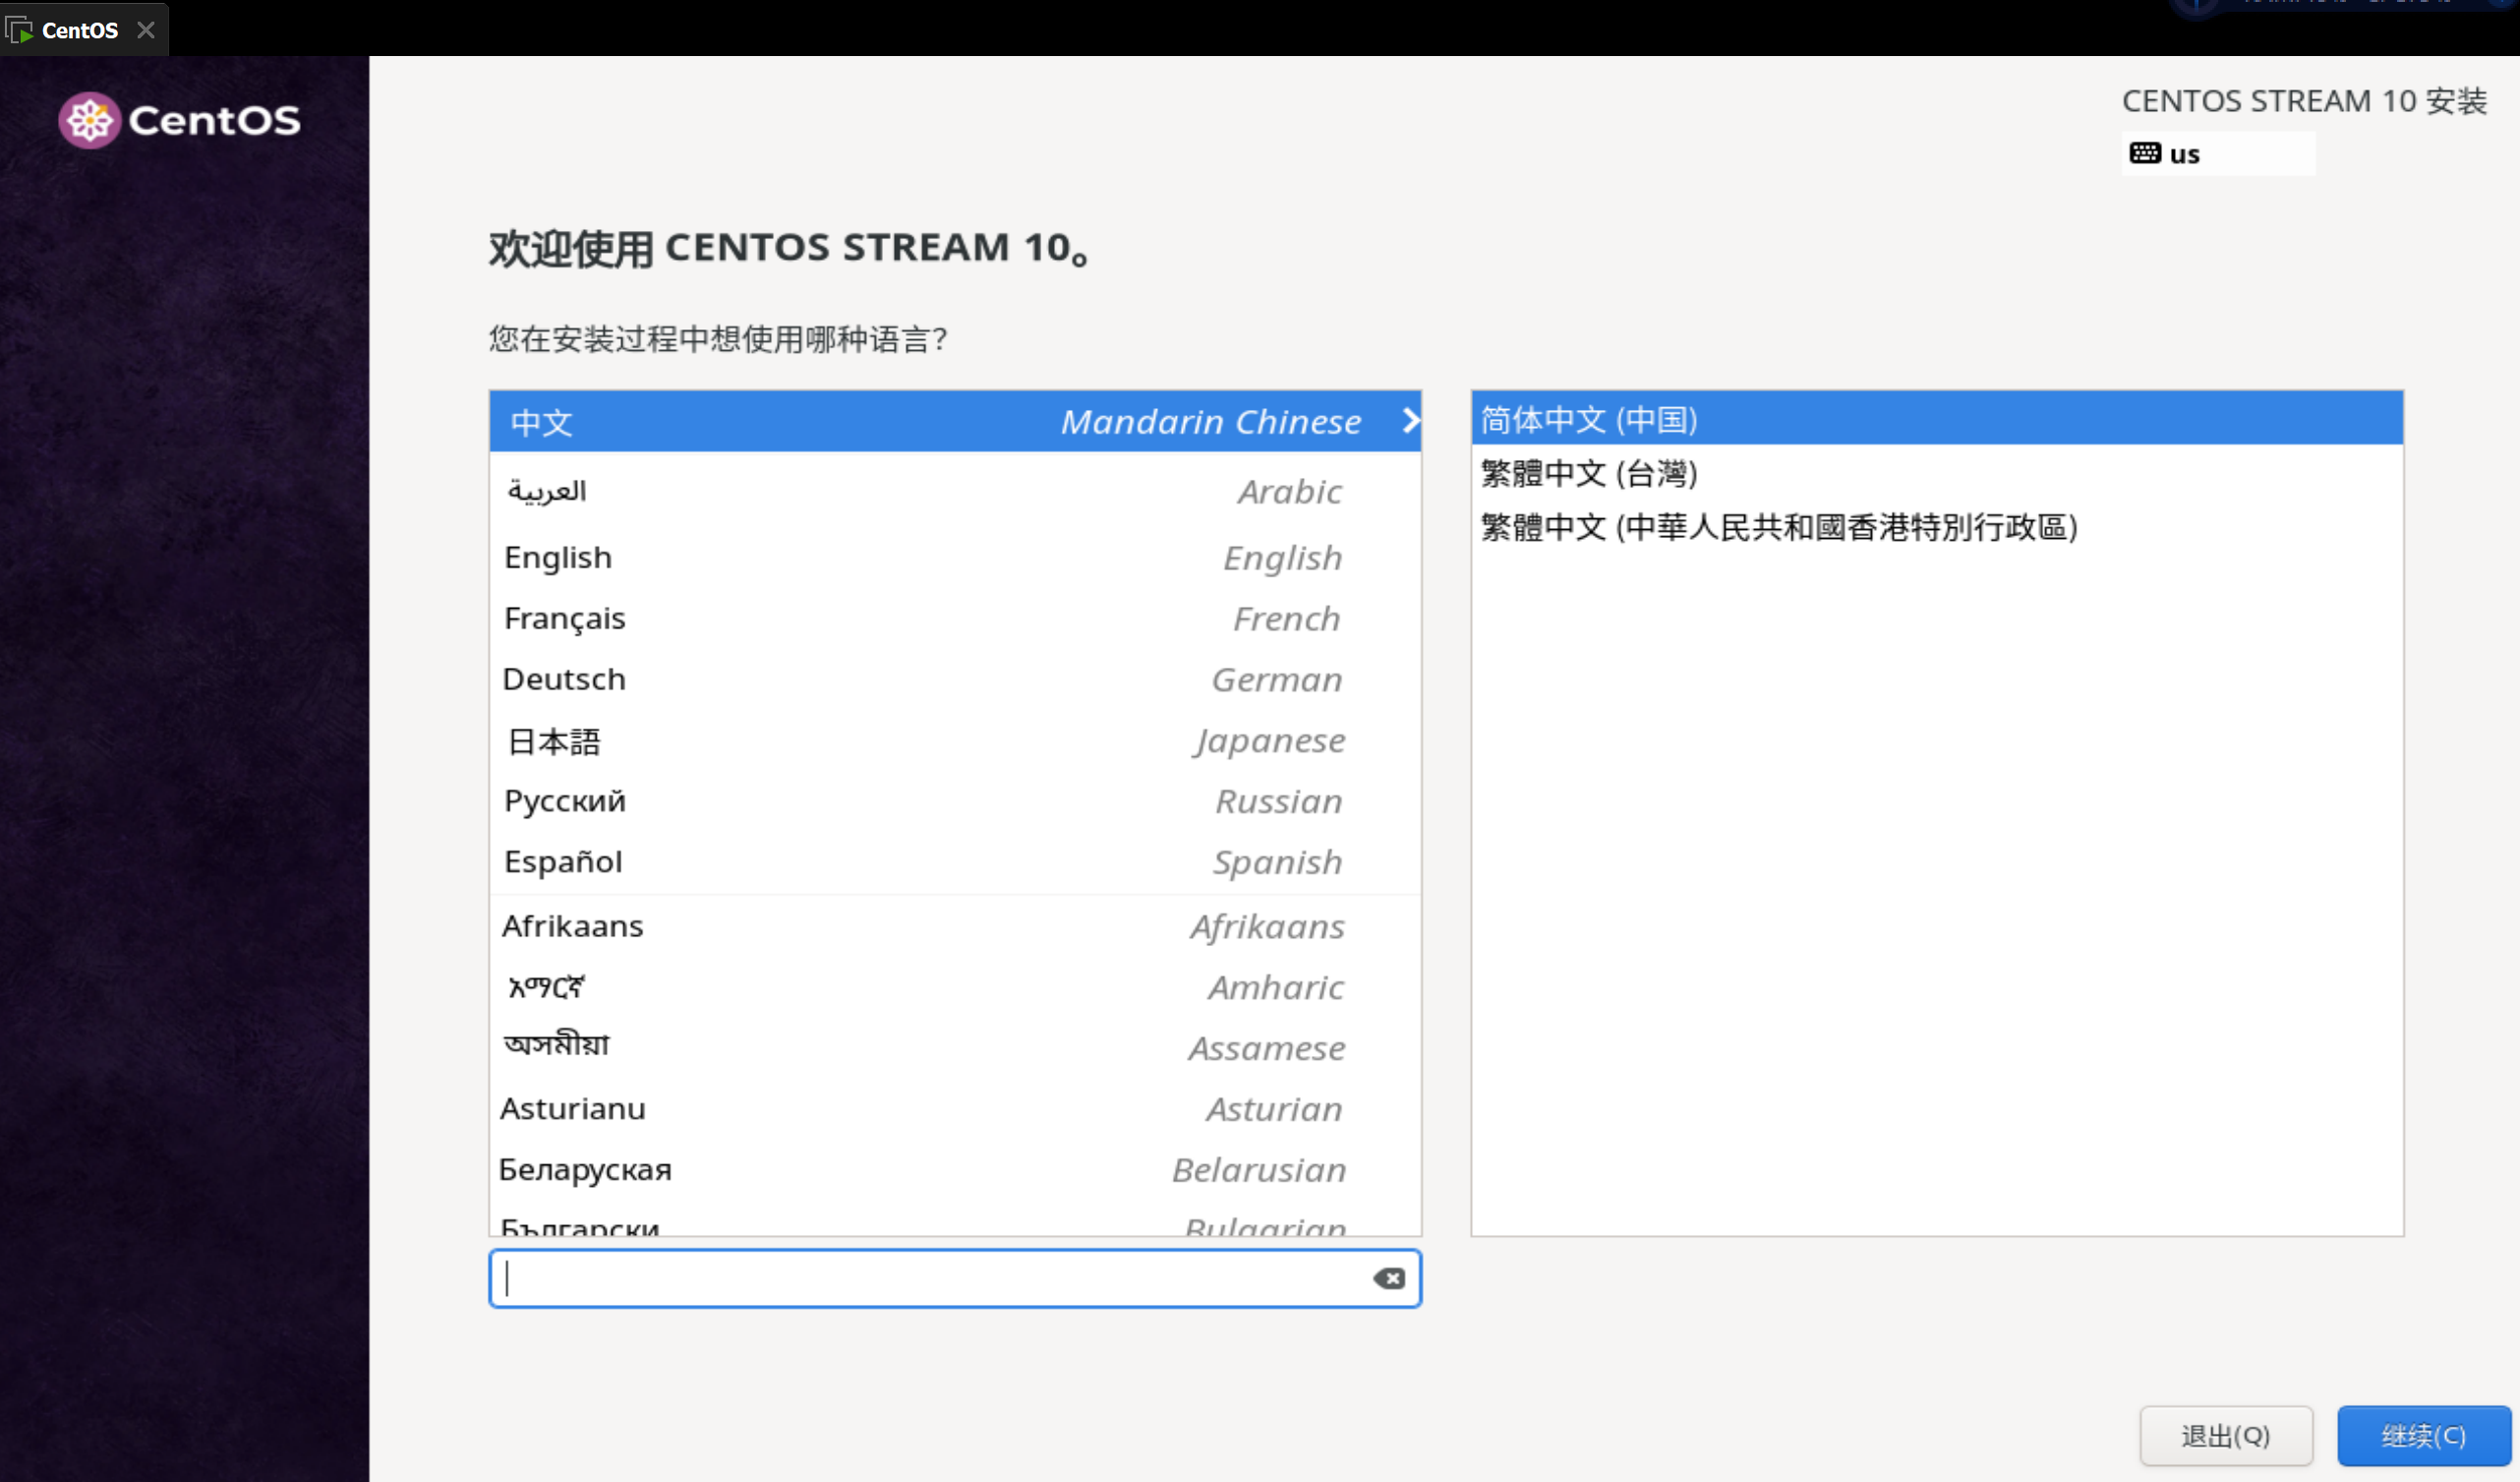 CentOS
CentOS
CENTOS STREAM 10 安装
us
欢迎使用 CENTOS STREAM 10。
您在安装过程中想使用哪种语言？
中文 Mandarin Chinese
العربية Arabic
English English
Français French
Deutsch German
日本語 Japanese
Русский Russian
Español Spanish
Afrikaans Afrikaans
አማርኛ Amharic
অসমীয়া Assamese
Asturianu Asturian
Беларуская Belarusian
Български Bulgarian
简体中文 (中国)
繁體中文 (台灣)
繁體中文 (中華人民共和國香港特別行政區)
退出(Q)
继续(C)